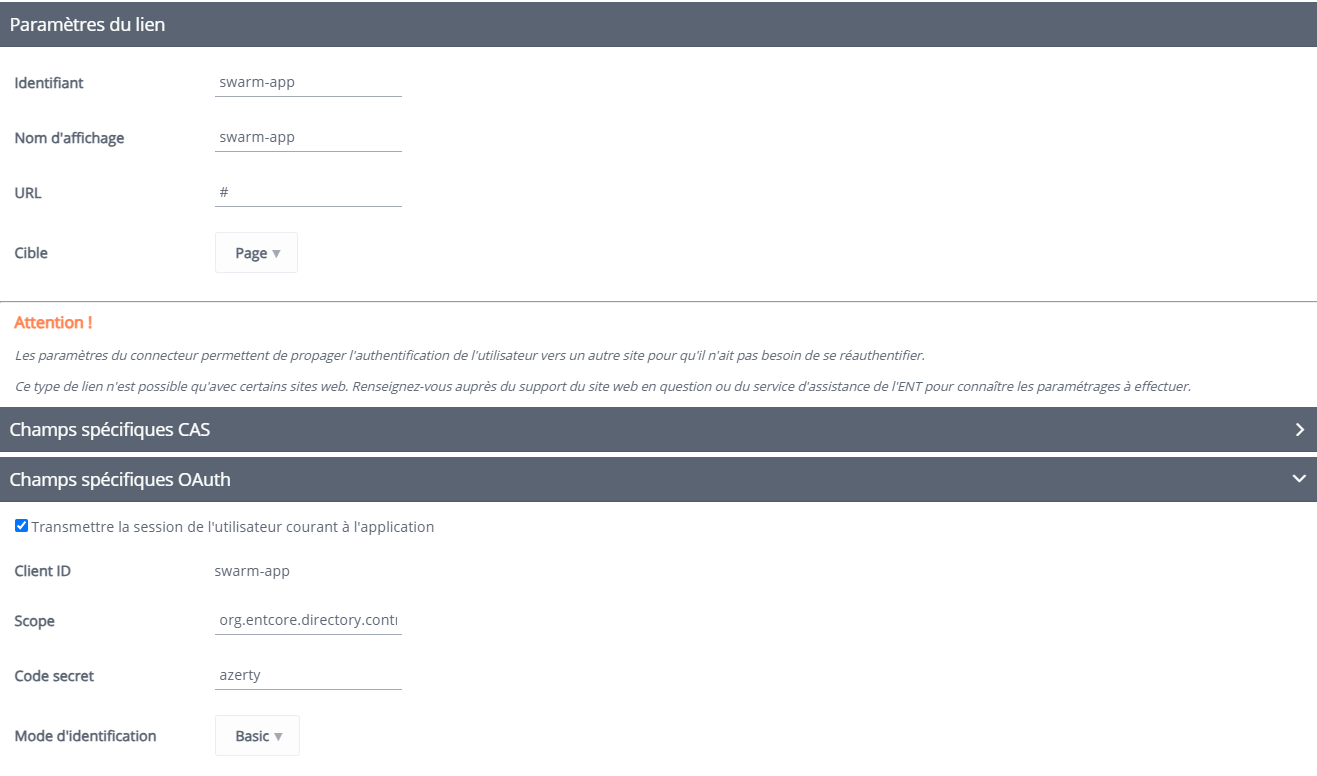 Paramètres du lien
Identifiant swarm-app
Nom d'affichage swarm-app
URL #
Cible Page ▼
Attention !
Les paramètres du connecteur permettent de propager l'authentification de l'utilisateur vers un autre site pour qu'il n'ait pas besoin de se réauthentifier.
Ce type de lien n'est possible qu'avec certains sites web. Renseignez-vous auprès du support du site web en question ou du service d'assistance de l'ENT pour connaître les paramétrages à effectuer.
Champs spécifiques CAS
Champs spécifiques OAuth
Transmettre la session de l'utilisateur courant à l'application
Client ID swarm-app
Scope org.entcore.directory.cont
Code secret azerty
Mode d'identification Basic ▼